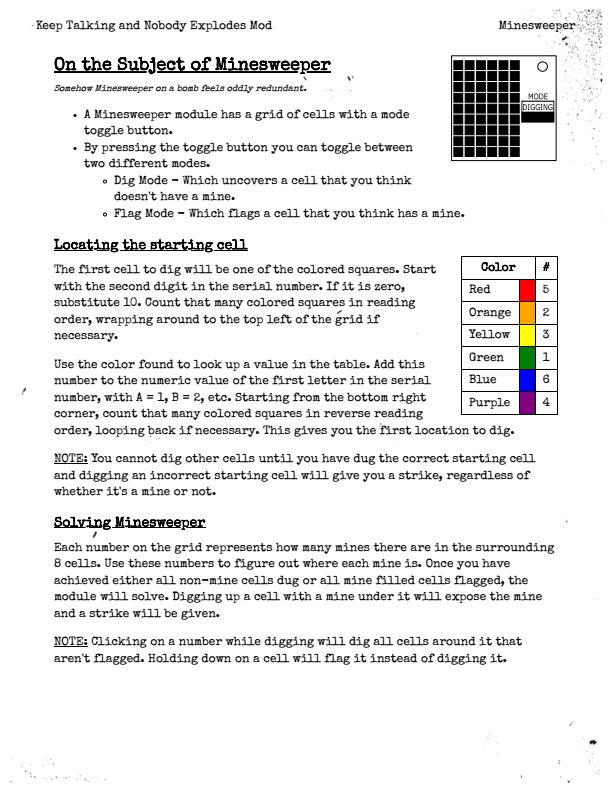 Keep Talking and Nobody Explodes Mod
Minesweeper
On the Subject of Minesweeper
Somehow Minesweeper on a bomb feels oddly redundant.
MODE
DIGGING
• A Minesweeper module has a grid of cells with a mode
toggle button.
• By pressing the toggle button you can toggle between
two different modes.
Dig Mode – Which uncovers a cell that you think
doesn't have a mine.
Flag Mode – Which flags a cell that you think has a mine.
Locating the starting cell
The first cell to dig will be one of the colored squares. Start
with the second digit in the serial number. If it is zero,
substitute 10. Count that many colored squares in reading
order, wrapping around to the top left of the grid if
necessary.
Use the color found to look up a value in the table. Add this
number to the numeric value of the first letter in the serial
number, with A = 1, B = 2, etc. Starting from the bottom right
corner, count that many colored squares in reverse reading
order, looping back if necessary. This gives you the first location to dig.
Color #
Red 5
Orange 2
Yellow 3
Green 1
Blue 6
Purple 4
NOTE: You cannot dig other cells until you have dug the correct starting cell
and digging an incorrect starting cell will give you a strike, regardless of
whether it's a mine or not.
Solving Minesweeper
Each number on the grid represents how many mines there are in the surrounding
8 cells. Use these numbers to figure out where each mine is. Once you have
achieved either all non-mine cells dug or all mine filled cells flagged, the
module will solve. Digging up a cell with a mine under it will expose the mine
and a strike will be given.
NOTE: Clicking on a number while digging will dig all cells around it that
aren't flagged. Holding down on a cell will flag it instead of digging it.